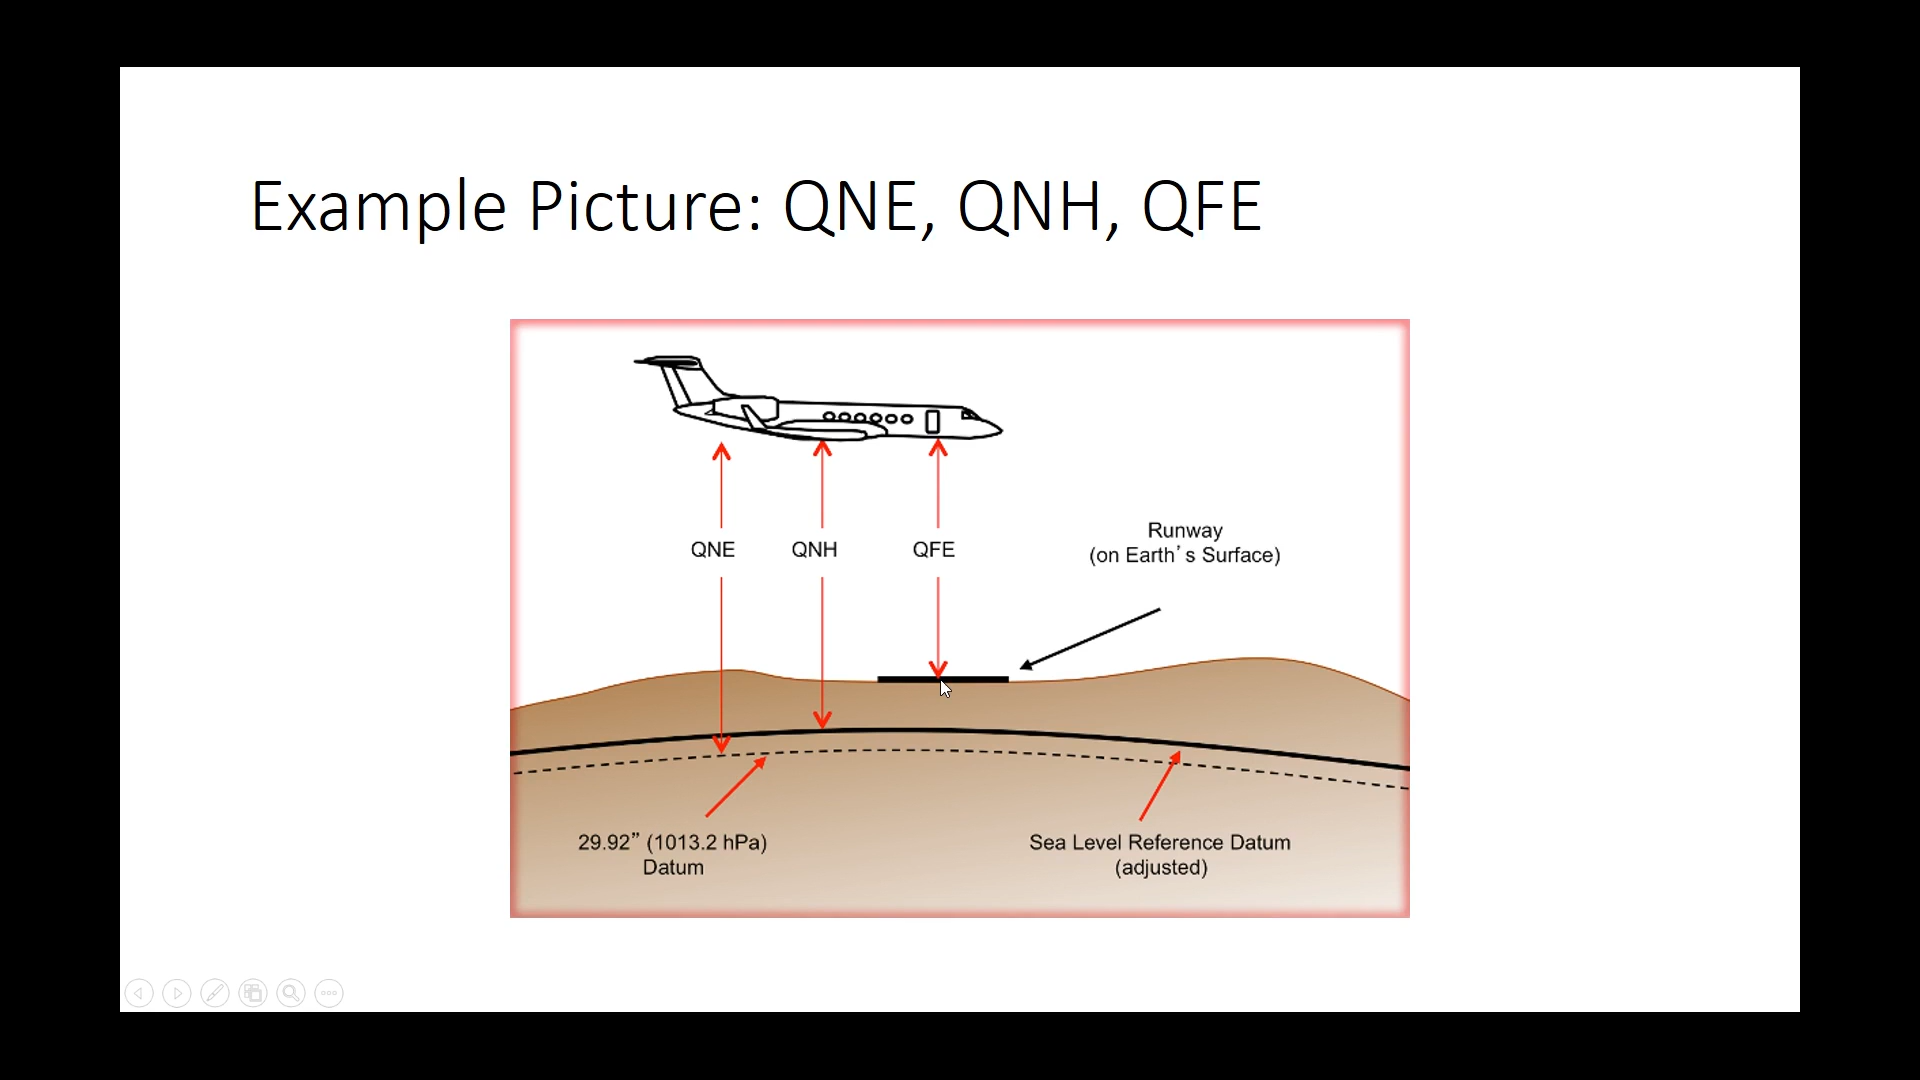 Example Picture: QNE, QNH, QFE
QNE
QNH
QFE
Runway
(on Earth’s Surface)
29.92” (1013.2 hPa)
Datum
Sea Level Reference Datum
(adjusted)